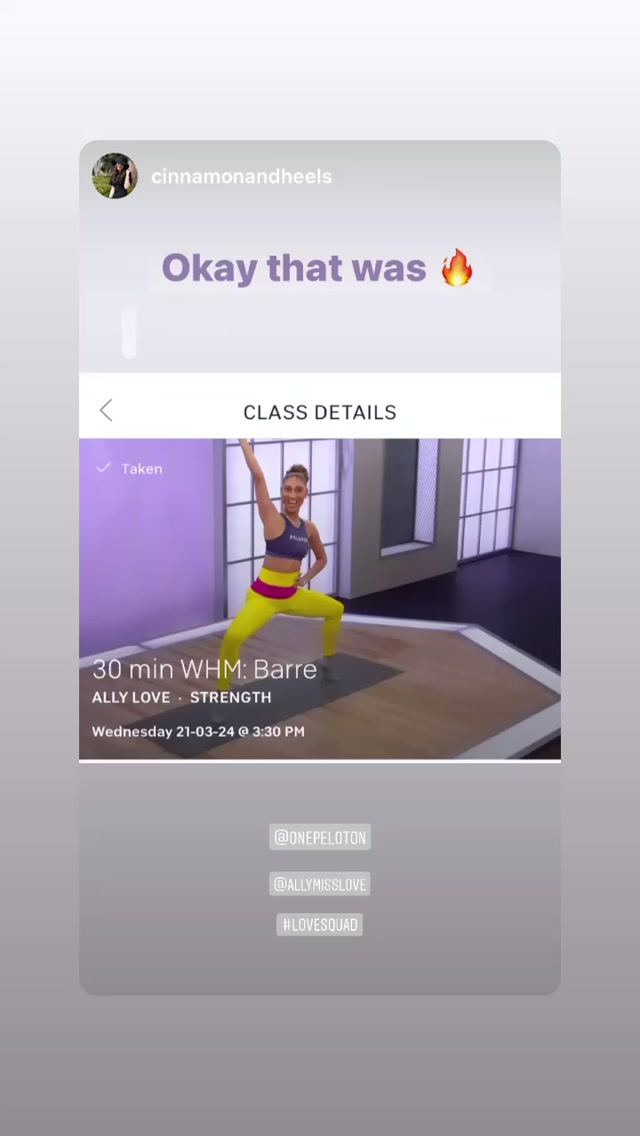 cinnamonandheels
Okay that was 🔥
CLASS DETAILS
Taken
30 min WHM: Barre
ALLY LOVE · STRENGTH
Wednesday 21-03-24 @ 3:30 PM
@ONEPELOTON
@ALLYMISSLOVE
#LOVESQUAD